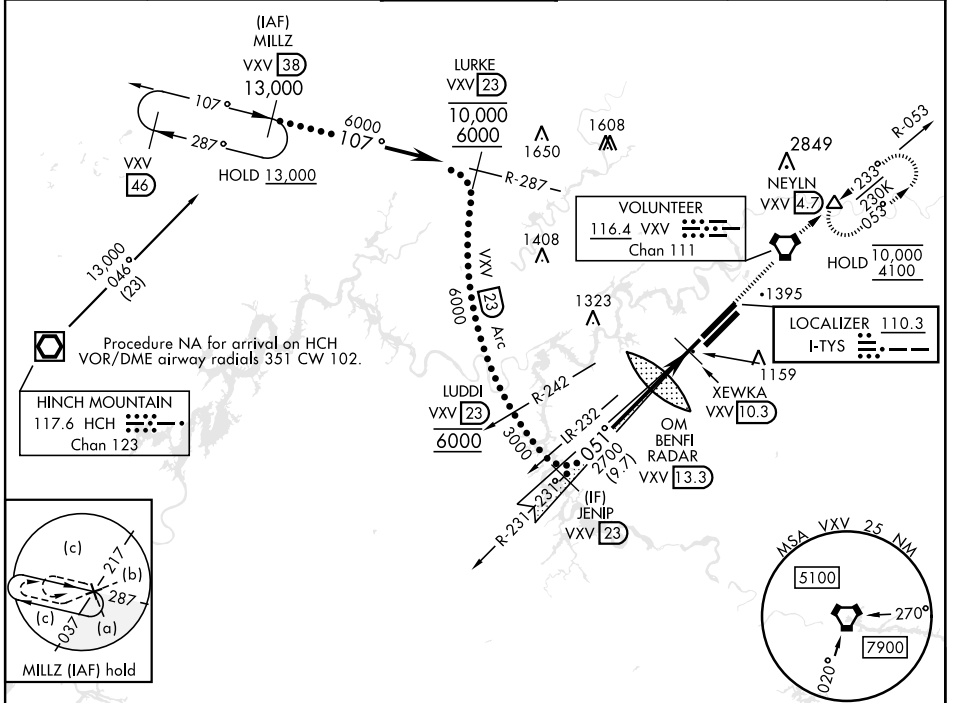 (IAF)
MILLZ
VXV 38
13,000
107°
287°
HOLD 13,000
VXV
46
6000
107°
LURKE
VXV 23
10,000
6000
R-287
1650
1608
1408
1323
VXV 23 Arc
6000
13,000
046°
(23)
Procedure NA for arrival on HCH
VOR/DME airway radials 351 CW 102.
HINCH MOUNTAIN
117.6 HCH
Chan 123
VOLUNTEER
116.4 VXV
Chan 111
2849
NEYLN
VXV 4.7
R-053
233°
230K
053°
HOLD 10,000
4100
1395
LOCALIZER 110.3
I-TYS
1159
XEWKA
VXV 10.3
OM
BENFI
RADAR
VXV 13.3
LUDDI
VXV 23
6000
R-242
3000
LR-232
051°
2700
(9.7)
R-231
231°
(IF)
JENIP
VXV 23
(c)
217
(b)
287
(c)
(a)
037
MILLZ (IAF) hold
MSA VXV 25 NM
5100
270°
7900
020°